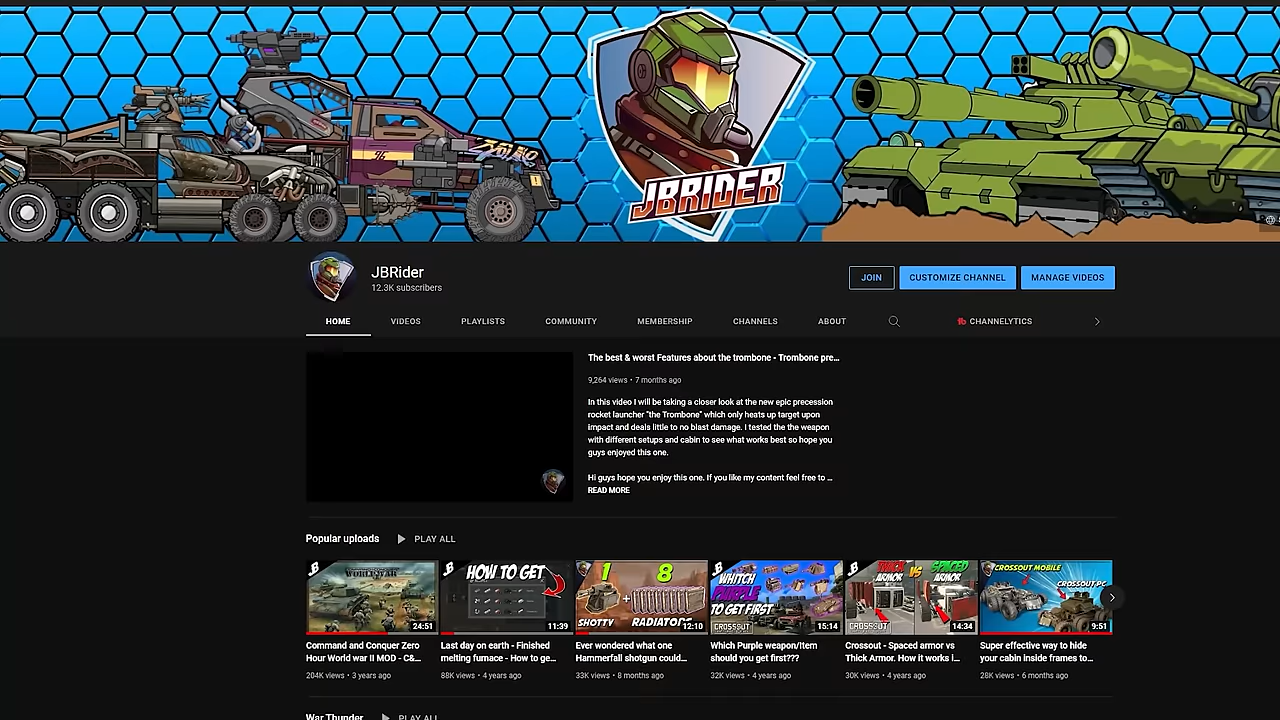 JBRIDER
JBRider
12.3K subscribers
JOIN
CUSTOMIZE CHANNEL
MANAGE VIDEOS
HOME
VIDEOS
PLAYLISTS
COMMUNITY
MEMBERSHIP
CHANNELS
ABOUT
CHANNELYTICS
The best & worst Features about the trombone - Trombone pre...
9,264 views • 7 months ago
In this video I will be taking a closer look at the new epic precession
rocket launcher "the Trombone" which only heats up target upon
impact and deals little to no blast damage. I tested the the weapon
with different setups and cabin to see what works best so hope you
guys enjoyed this one.
Hi guys hope you enjoy this one. If you like my content feel free to ...
READ MORE
Popular uploads
PLAY ALL
WORLD WAR
24:51
HOW TO GET
11:39
1
8
+
SHOTTY
RADIATORS
12:10
WHITCH
PURPLE
TO GET FIRST
CROSSOUT
15:14
THICK
ARMOR
VS
SPACED
ARMOR
CROSSOUT
14:34
CROSSOUT MOBILE
CROSSOUT PC
9:51
Command and Conquer Zero
Hour World war II MOD - C&...
204K views • 3 years ago
Last day on earth - Finished
melting furnace - How to ge...
88K views • 4 years ago
Ever wondered what one
Hammerfall shotgun could...
33K views • 8 months ago
Which Purple weapon/Item
should you get first???
32K views • 4 years ago
Crossout - Spaced armor vs
Thick Armor. How it works i...
30K views • 4 years ago
Super effective way to hide
your cabin inside frames to...
28K views • 6 months ago
War Thunder
PLAY ALL